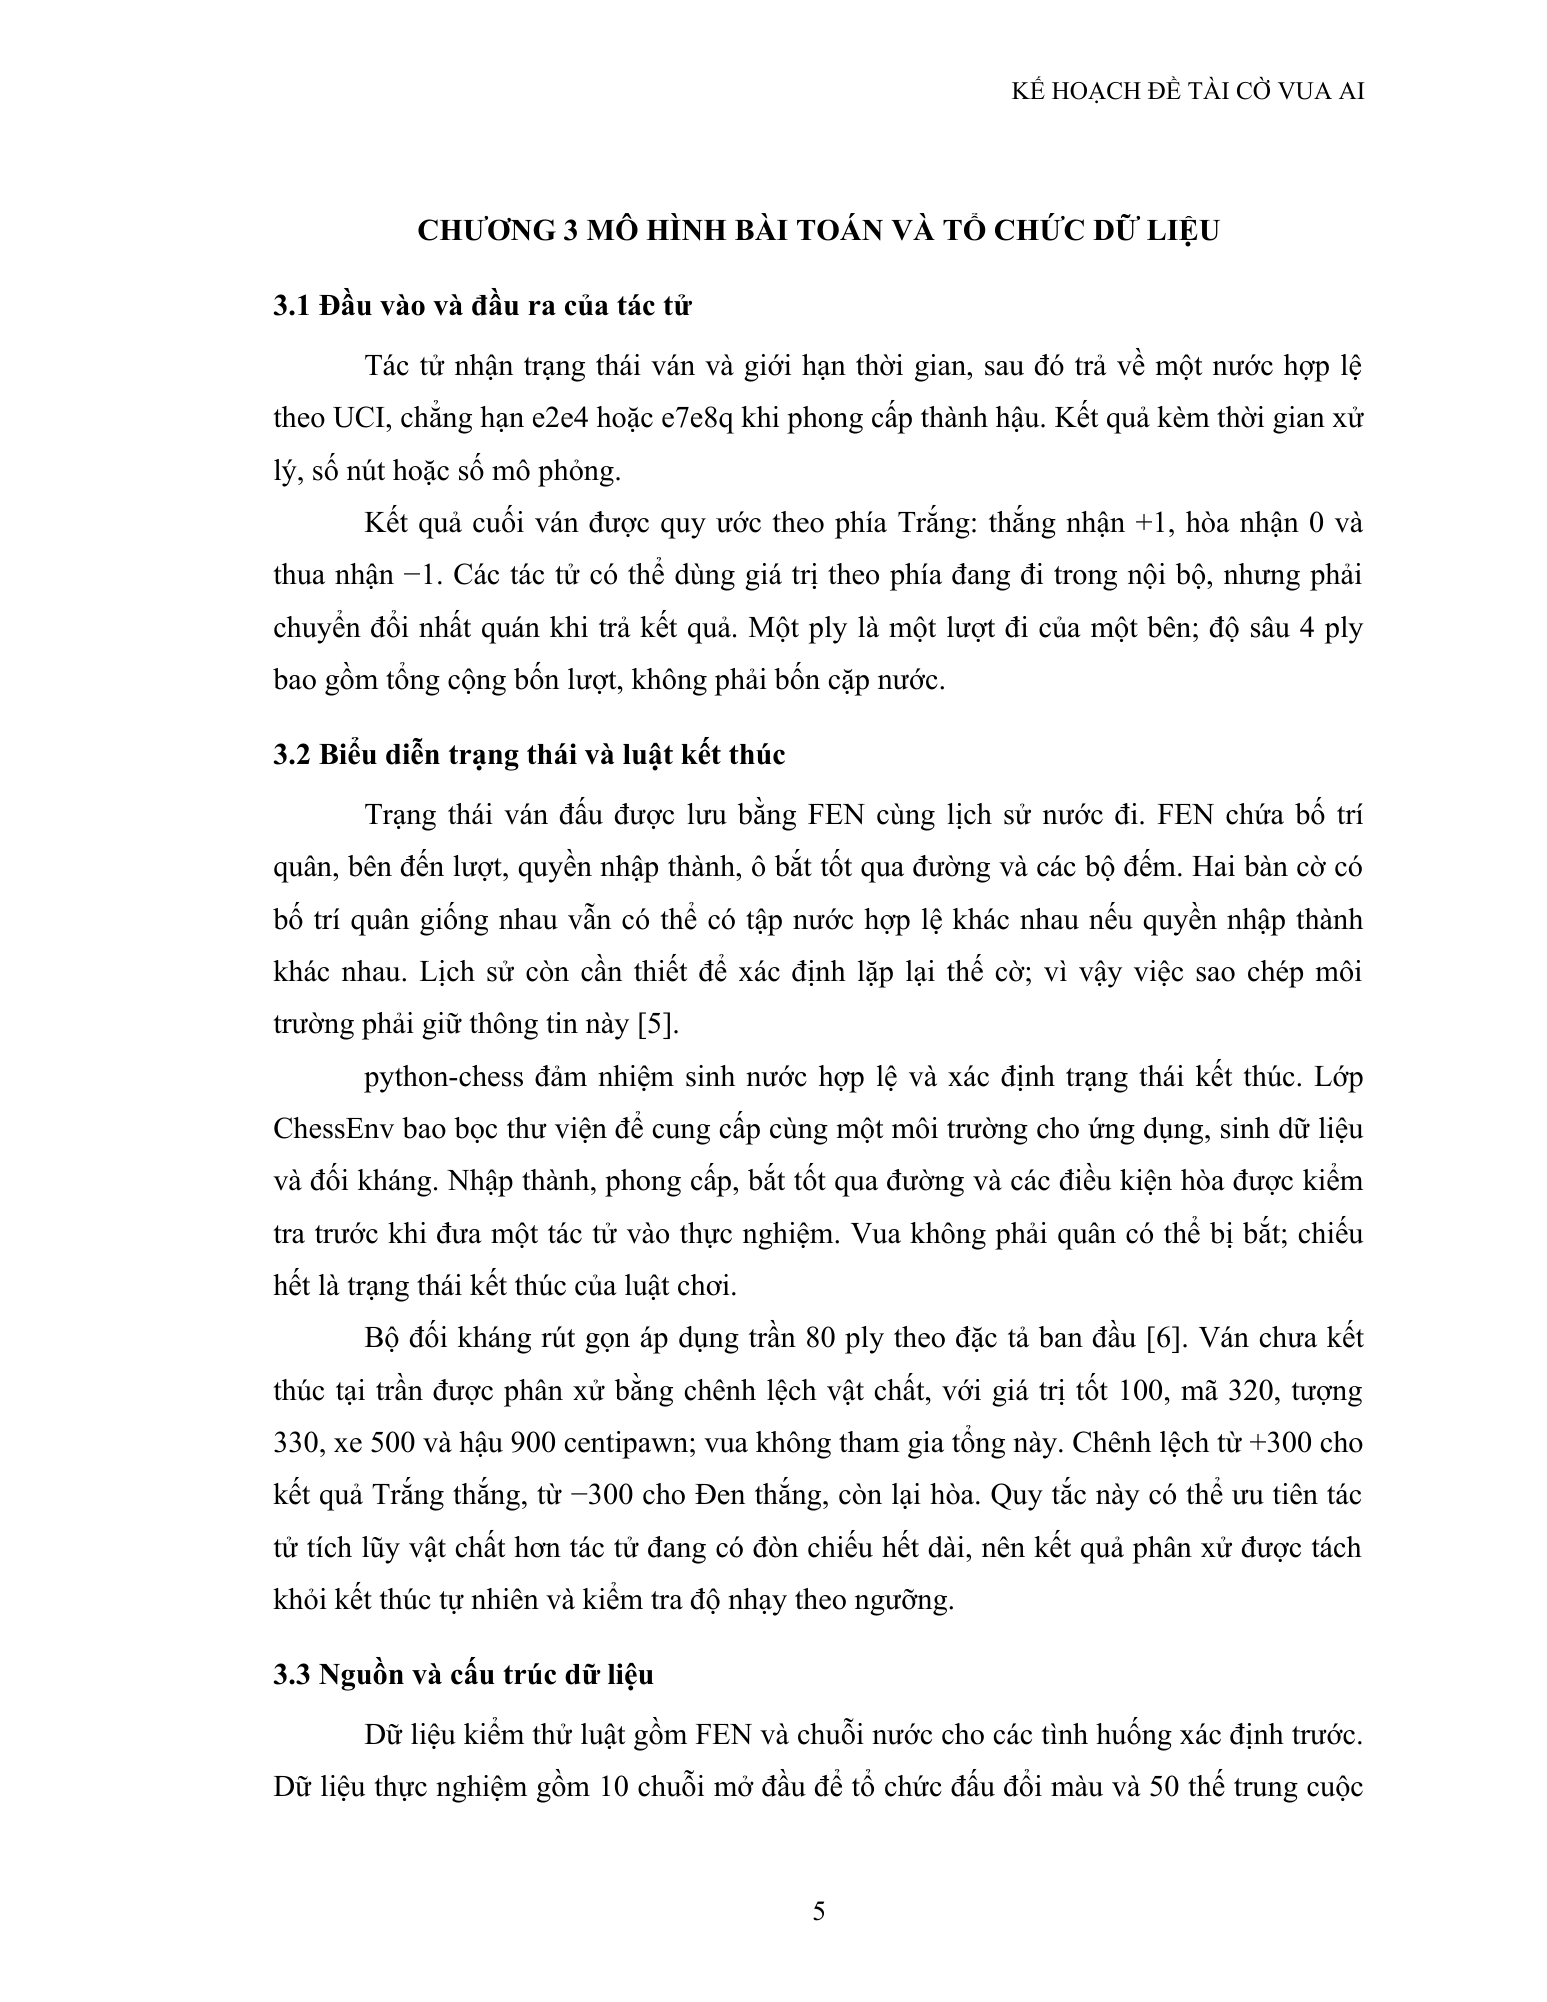 KẾ HOẠCH ĐỀ TÀI CỜ VUA AI
CHƯƠNG 3 MÔ HÌNH BÀI TOÁN VÀ TỔ CHỨC DỮ LIỆU
3.1 Đầu vào và đầu ra của tác tử
Tác tử nhận trạng thái ván và giới hạn thời gian, sau đó trả về một nước hợp lệ
theo UCI, chẳng hạn e2e4 hoặc e7e8q khi phong cấp thành hậu. Kết quả kèm thời gian xử
lý, số nút hoặc số mô phỏng.
Kết quả cuối ván được quy ước theo phía Trắng: thắng nhận +1, hòa nhận 0 và
thua nhận −1. Các tác tử có thể dùng giá trị theo phía đang đi trong nội bộ, nhưng phải
chuyển đổi nhất quán khi trả kết quả. Một ply là một lượt đi của một bên; độ sâu 4 ply
bao gồm tổng cộng bốn lượt, không phải bốn cặp nước.
3.2 Biểu diễn trạng thái và luật kết thúc
Trạng thái ván đấu được lưu bằng FEN cùng lịch sử nước đi. FEN chứa bố trí
quân, bên đến lượt, quyền nhập thành, ô bắt tốt qua đường và các bộ đếm. Hai bàn cờ có
bố trí quân giống nhau vẫn có thể có tập nước hợp lệ khác nhau nếu quyền nhập thành
khác nhau. Lịch sử còn cần thiết để xác định lặp lại thế cờ; vì vậy việc sao chép môi
trường phải giữ thông tin này [5].
python-chess đảm nhiệm sinh nước hợp lệ và xác định trạng thái kết thúc. Lớp
ChessEnv bao bọc thư viện để cung cấp cùng một môi trường cho ứng dụng, sinh dữ liệu
và đối kháng. Nhập thành, phong cấp, bắt tốt qua đường và các điều kiện hòa được kiểm
tra trước khi đưa một tác tử vào thực nghiệm. Vua không phải quân có thể bị bắt; chiếu
hết là trạng thái kết thúc của luật chơi.
Bộ đối kháng rút gọn áp dụng trần 80 ply theo đặc tả ban đầu [6]. Ván chưa kết
thúc tại trần được phân xử bằng chênh lệch vật chất, với giá trị tốt 100, mã 320, tượng
330, xe 500 và hậu 900 centipawn; vua không tham gia tổng này. Chênh lệch từ +300 cho
kết quả Trắng thắng, từ −300 cho Đen thắng, còn lại hòa. Quy tắc này có thể ưu tiên tác
tử tích lũy vật chất hơn tác tử đang có đòn chiếu hết dài, nên kết quả phân xử được tách
khỏi kết thúc tự nhiên và kiểm tra độ nhạy theo ngưỡng.
3.3 Nguồn và cấu trúc dữ liệu
Dữ liệu kiểm thử luật gồm FEN và chuỗi nước cho các tình huống xác định trước.
Dữ liệu thực nghiệm gồm 10 chuỗi mở đầu để tổ chức đấu đổi màu và 50 thế trung cuộc
5